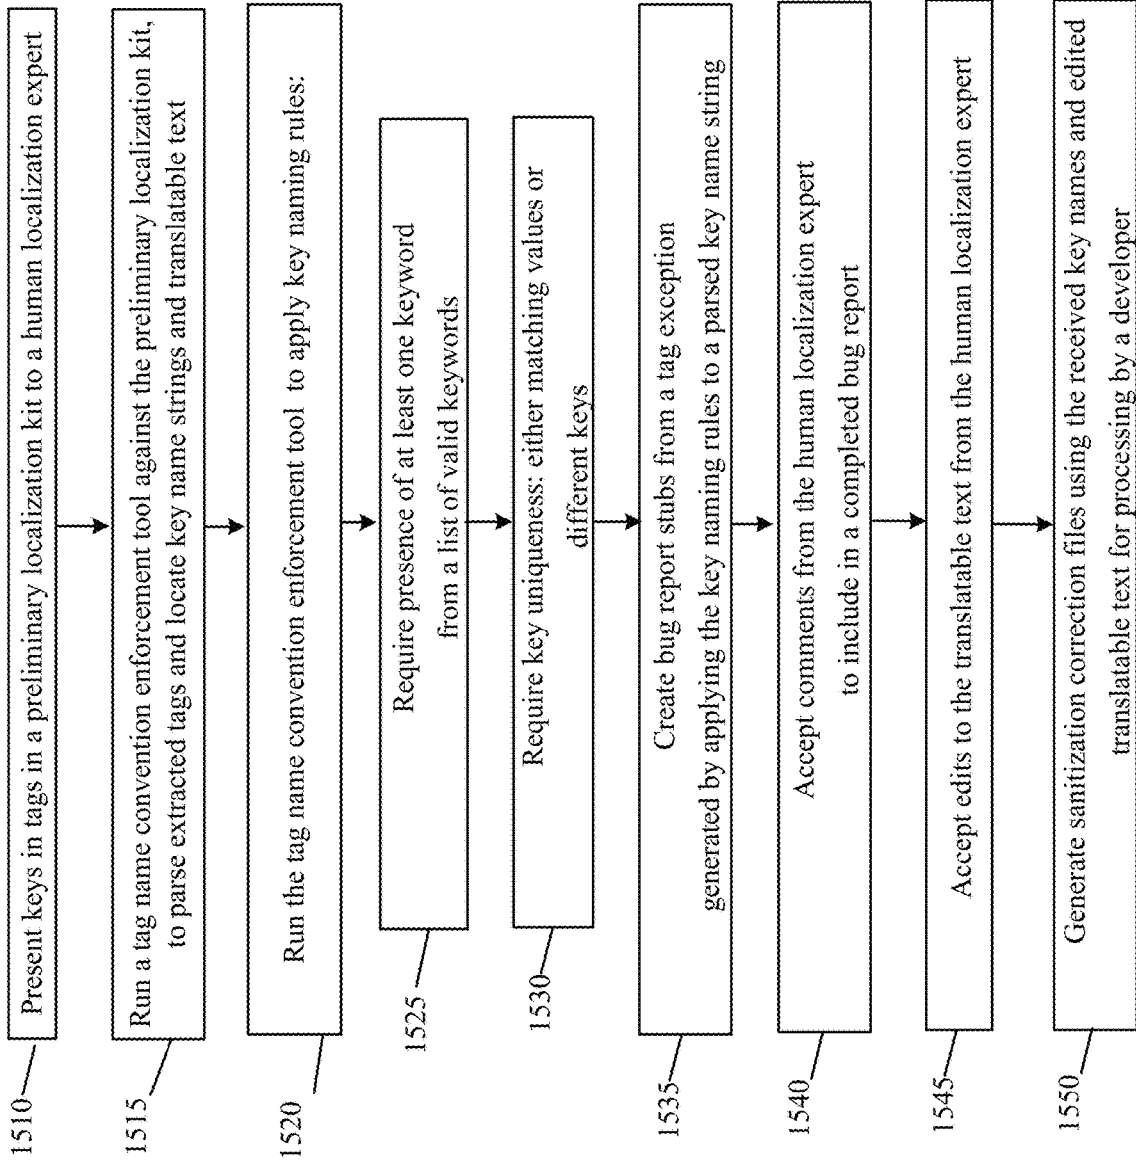 1510
Present keys in tags in a preliminary localization kit to a human localization expert
1515
Run a tag name convention enforcement tool against the preliminary localization kit,
to parse extracted tags and locate key name strings and translatable text
1520
Run the tag name convention enforcement tool to apply key naming rules:
1525
Require presence of at least one keyword
from a list of valid keywords
1530
Require key uniqueness: either matching values or
different keys
1535
Create bug report stubs from a tag exception
generated by applying the key naming rules to a parsed key name string
1540
Accept comments from the human localization expert
to include in a completed bug report
1545
Accept edits to the translatable text from the human localization expert
1550
Generate sanitization correction files using the received key names and edited
translatable text for processing by a developer